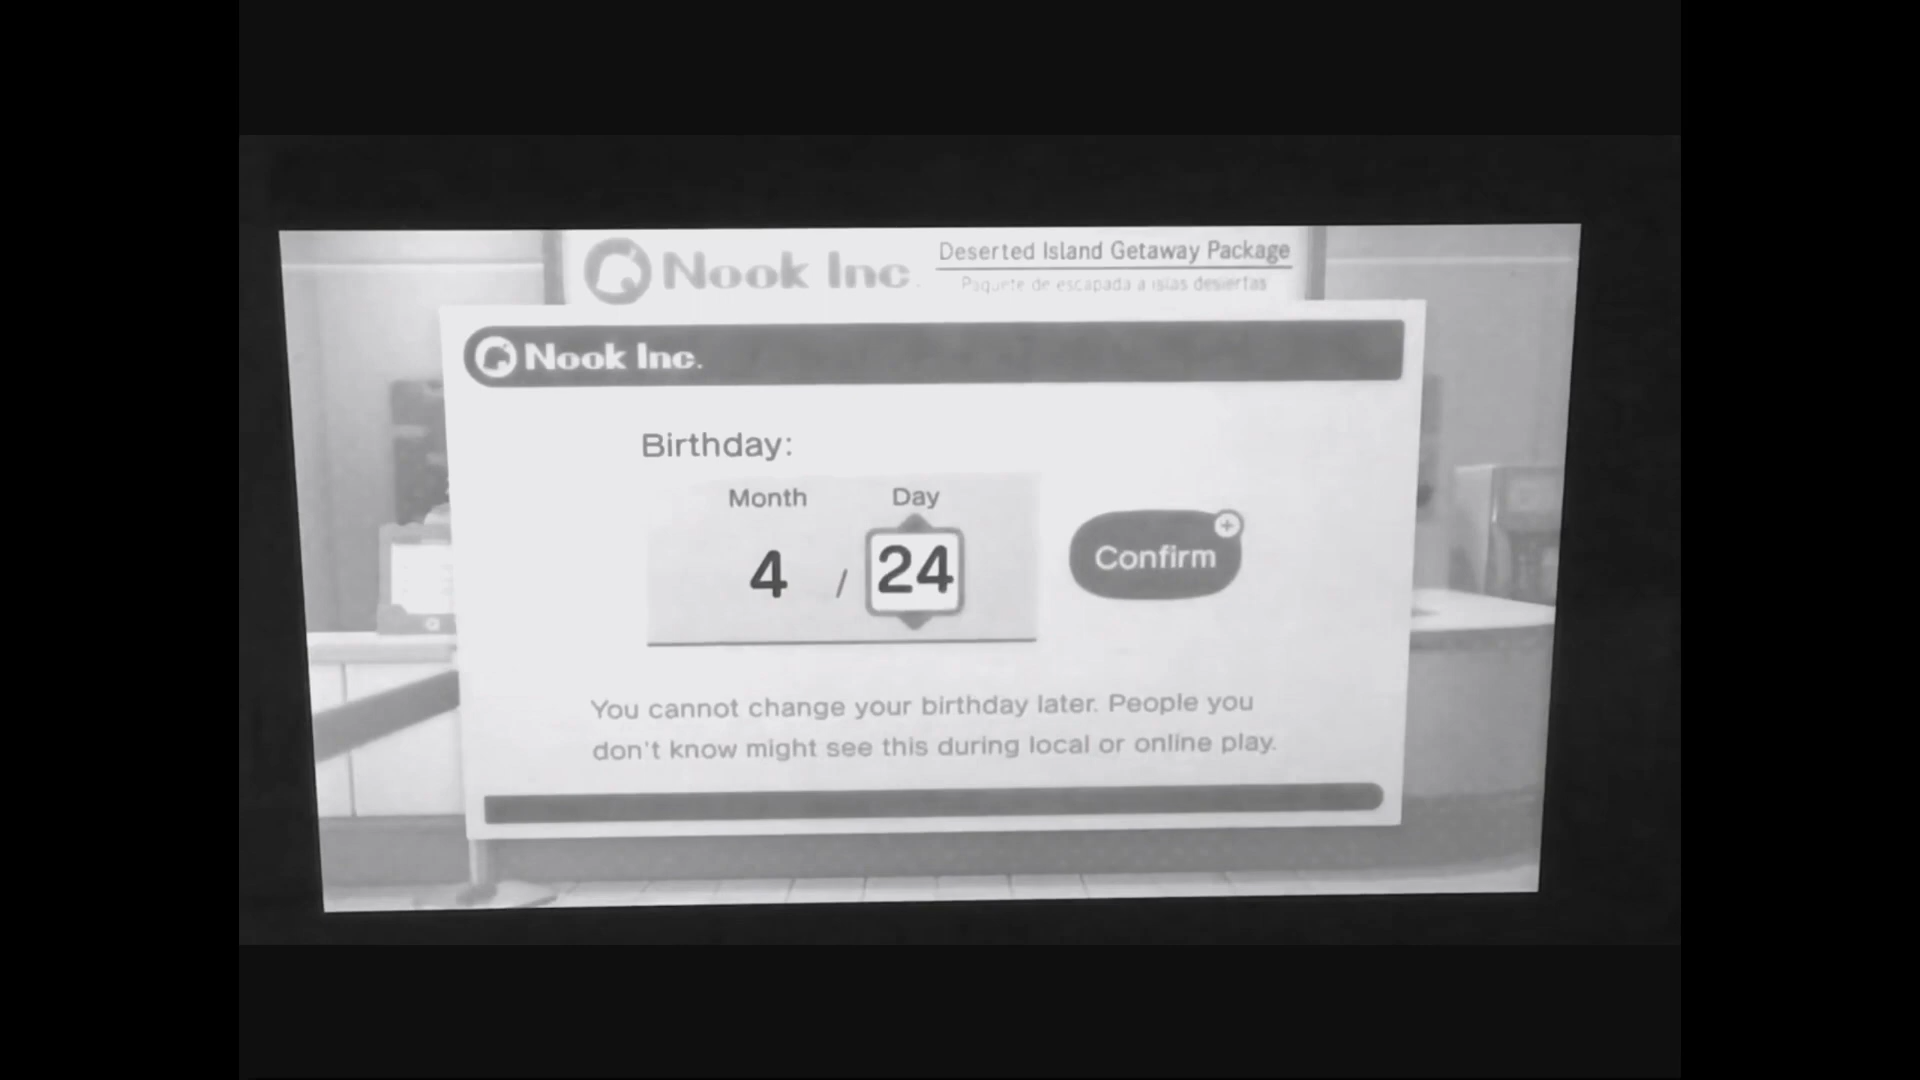 Nook Inc.
Deserted Island Getaway Package
Paquete de escapada a islas desiertas
Nook Inc.
Birthday:
Month Day
4 / 24
Confirm
You cannot change your birthday later. People you
don't know might see this during local or online play.